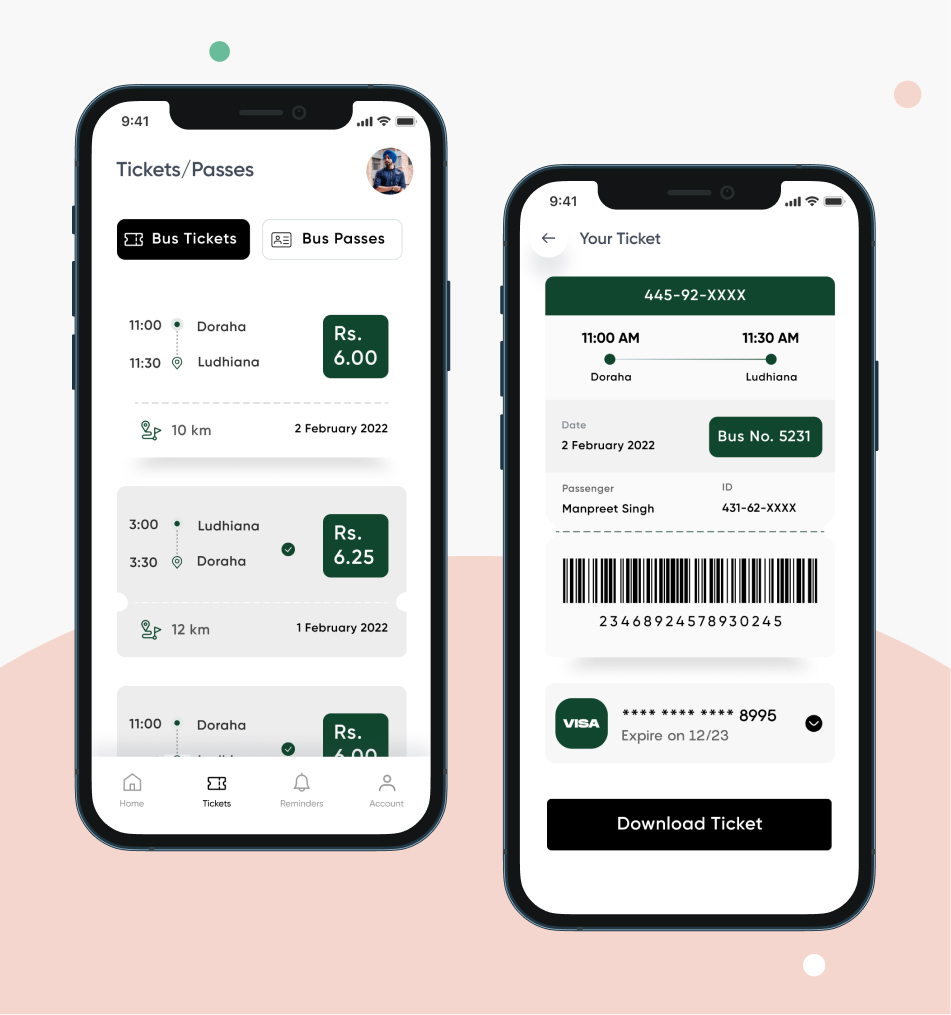 9:41
Tickets/Passes
Bus Tickets
Bus Passes
11:00 Doraha
11:30 Ludhiana
Rs.
6.00
10 km
2 February 2022
3:00 Ludhiana
3:30 Doraha
Rs.
6.25
12 km
1 February 2022
11:00 Doraha
Rs.
6.00
Home
Tickets
Reminders
Account
9:41
Your Ticket
445-92-XXXX
11:00 AM 11:30 AM
Doraha Ludhiana
Date
2 February 2022
Bus No. 5231
Passenger ID
Manpreet Singh 431-62-XXXX
23468924578930245
VISA
**** **** **** 8995
Expire on 12/23
Download Ticket